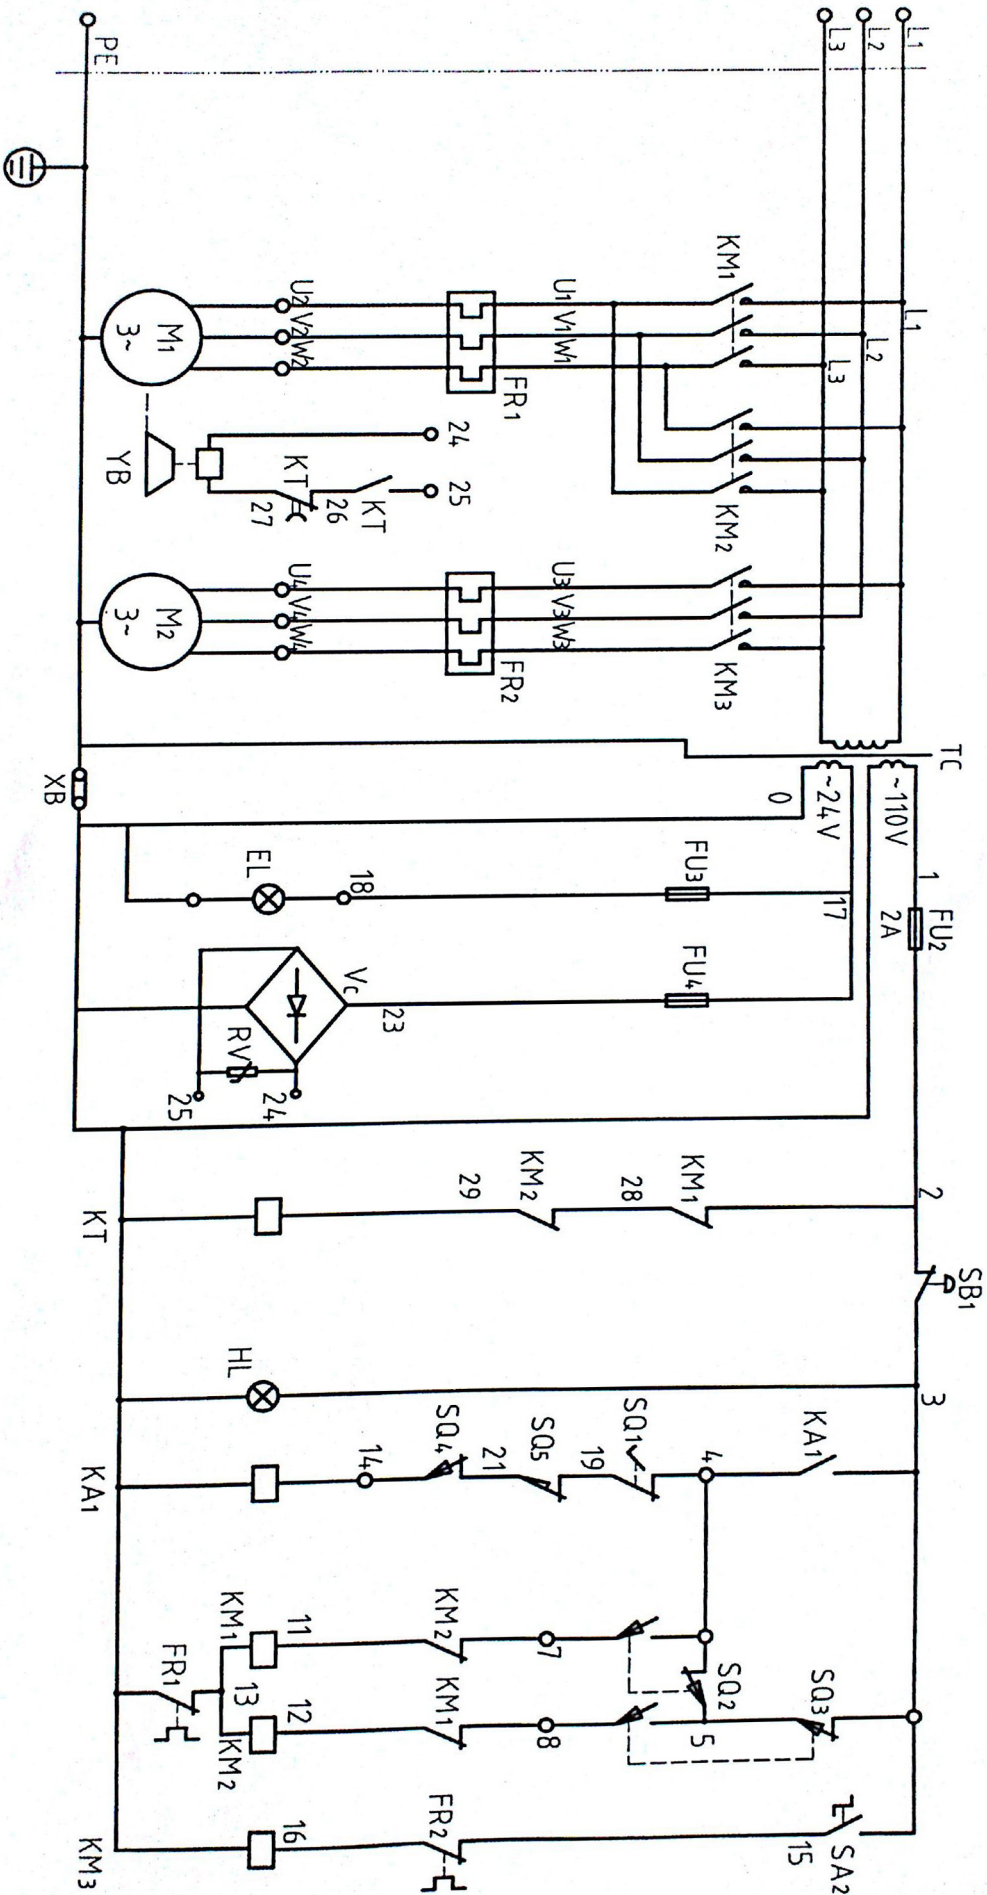 L1
L2
L3
PE
L1
L2
L3
KM1
KM2
KM3
U1 V1 W1
U3 V3 W3
FR1
FR2
U2 V2 W2
U4 V4 W4
24
25
KT
26
KT
27
YB
M1
3~
M2
3~
TC
~110V
~24V
0
1
FU2
2A
17
FU3
FU4
18
EL
23
Vc
RV
24
25
XB
2
SB1
3
KM1
28
KM2
29
KT
HL
KA1
4
SQ1
19
SQ5
21
SQ4
14
KA1
SQ3
SQ2
5
7
8
KM2
KM1
11
12
KM1
KM2
13
FR1
SA2
15
FR2
16
KM3